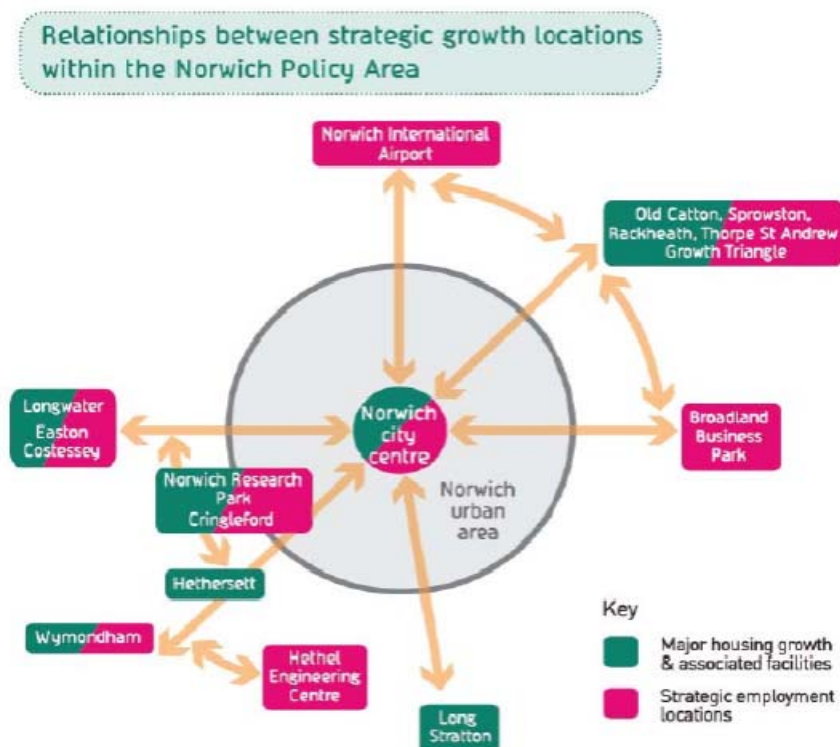 Relationships between strategic growth locations
within the Norwich Policy Area
Norwich International
Airport
Old Catton, Sprowston,
Rackheath, Thorpe St Andrew
Growth Triangle
Longwater
Easton
Costessey
Norwich
city
centre
Broadland
Business
Park
Norwich Research
Park
Cringleford
Norwich
urban
area
Hethersett
Wymondham
Hethel
Engineering
Centre
Long
Stratton
Key
Major housing growth
& associated facilities
Strategic employment
locations